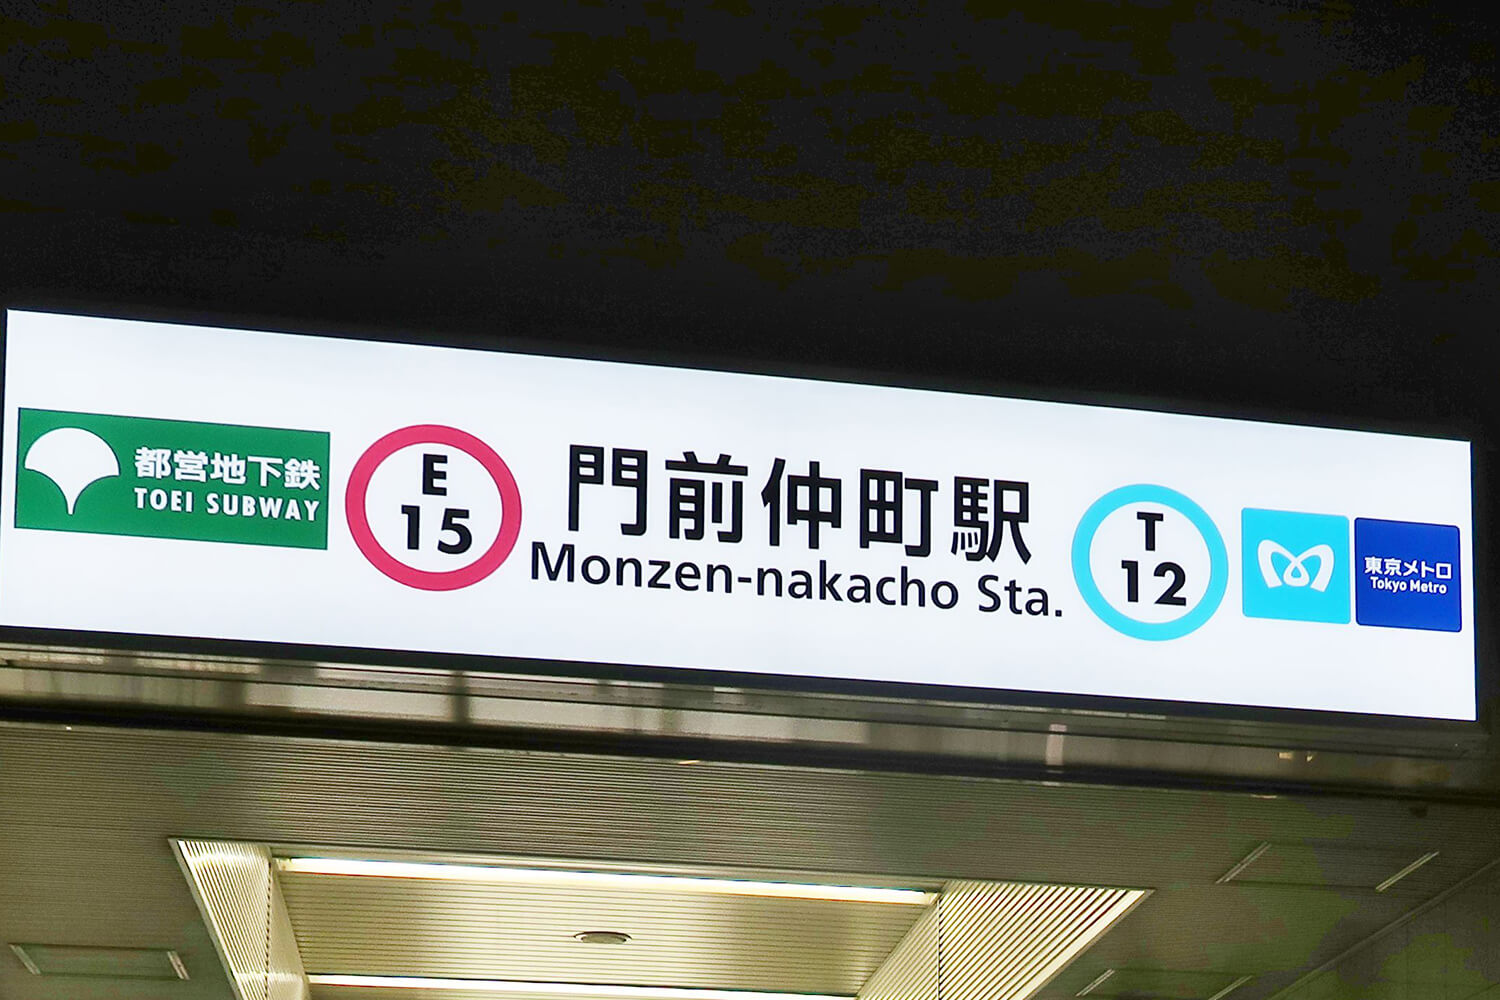 都営地下鉄
TOEI SUBWAY
E
15
門前仲町駅
Monzen-nakacho Sta.
T
12
東京メトロ
Tokyo Metro